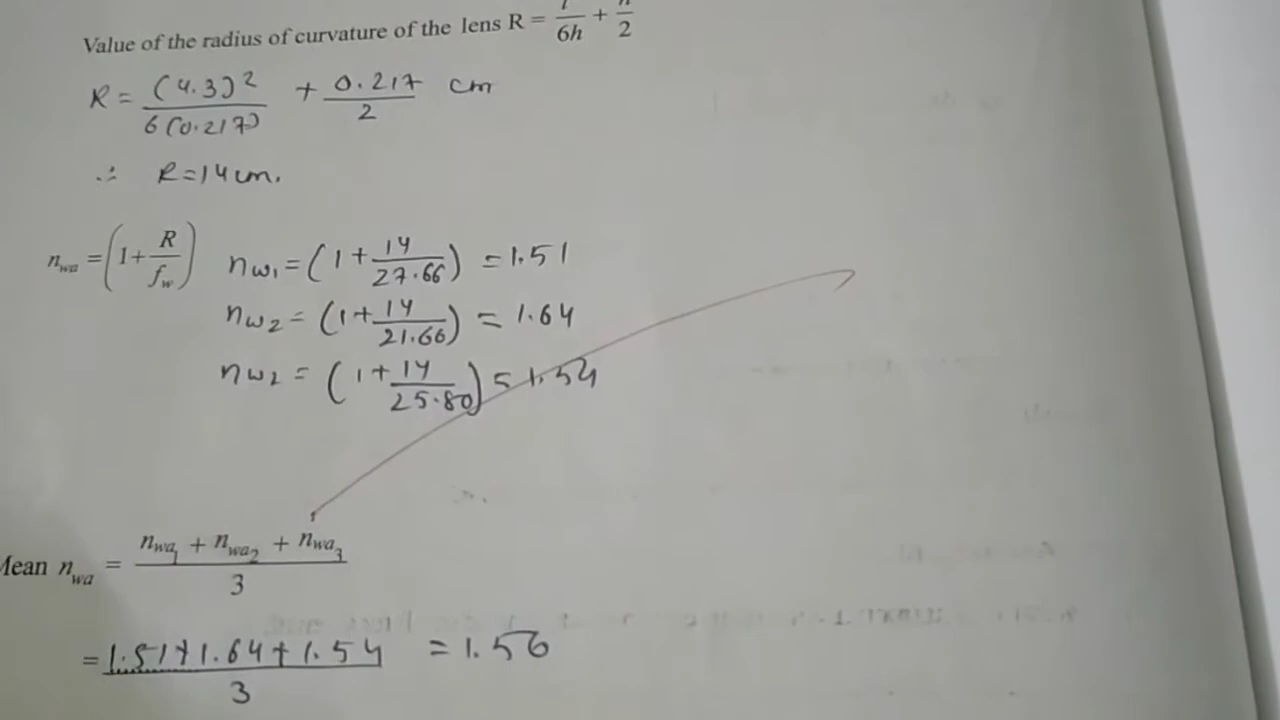 Value of the radius of curvature of the lens R = l/6h + h/2
R = (4.3)²/6(0.217) + 0.217/2 cm
∴ R = 14 cm.
n_wa = (1 + R/f_w) n_w₁ = (1 + 14/27.66) = 1.51
n_w₂ = (1 + 14/21.66) = 1.64
n_w₂ = (1 + 14/25.80) = 1.54
Mean n_wa = (n_wa₁ + n_wa₂ + n_wa₃)/3
= (1.51 + 1.64 + 1.54)/3 = 1.56